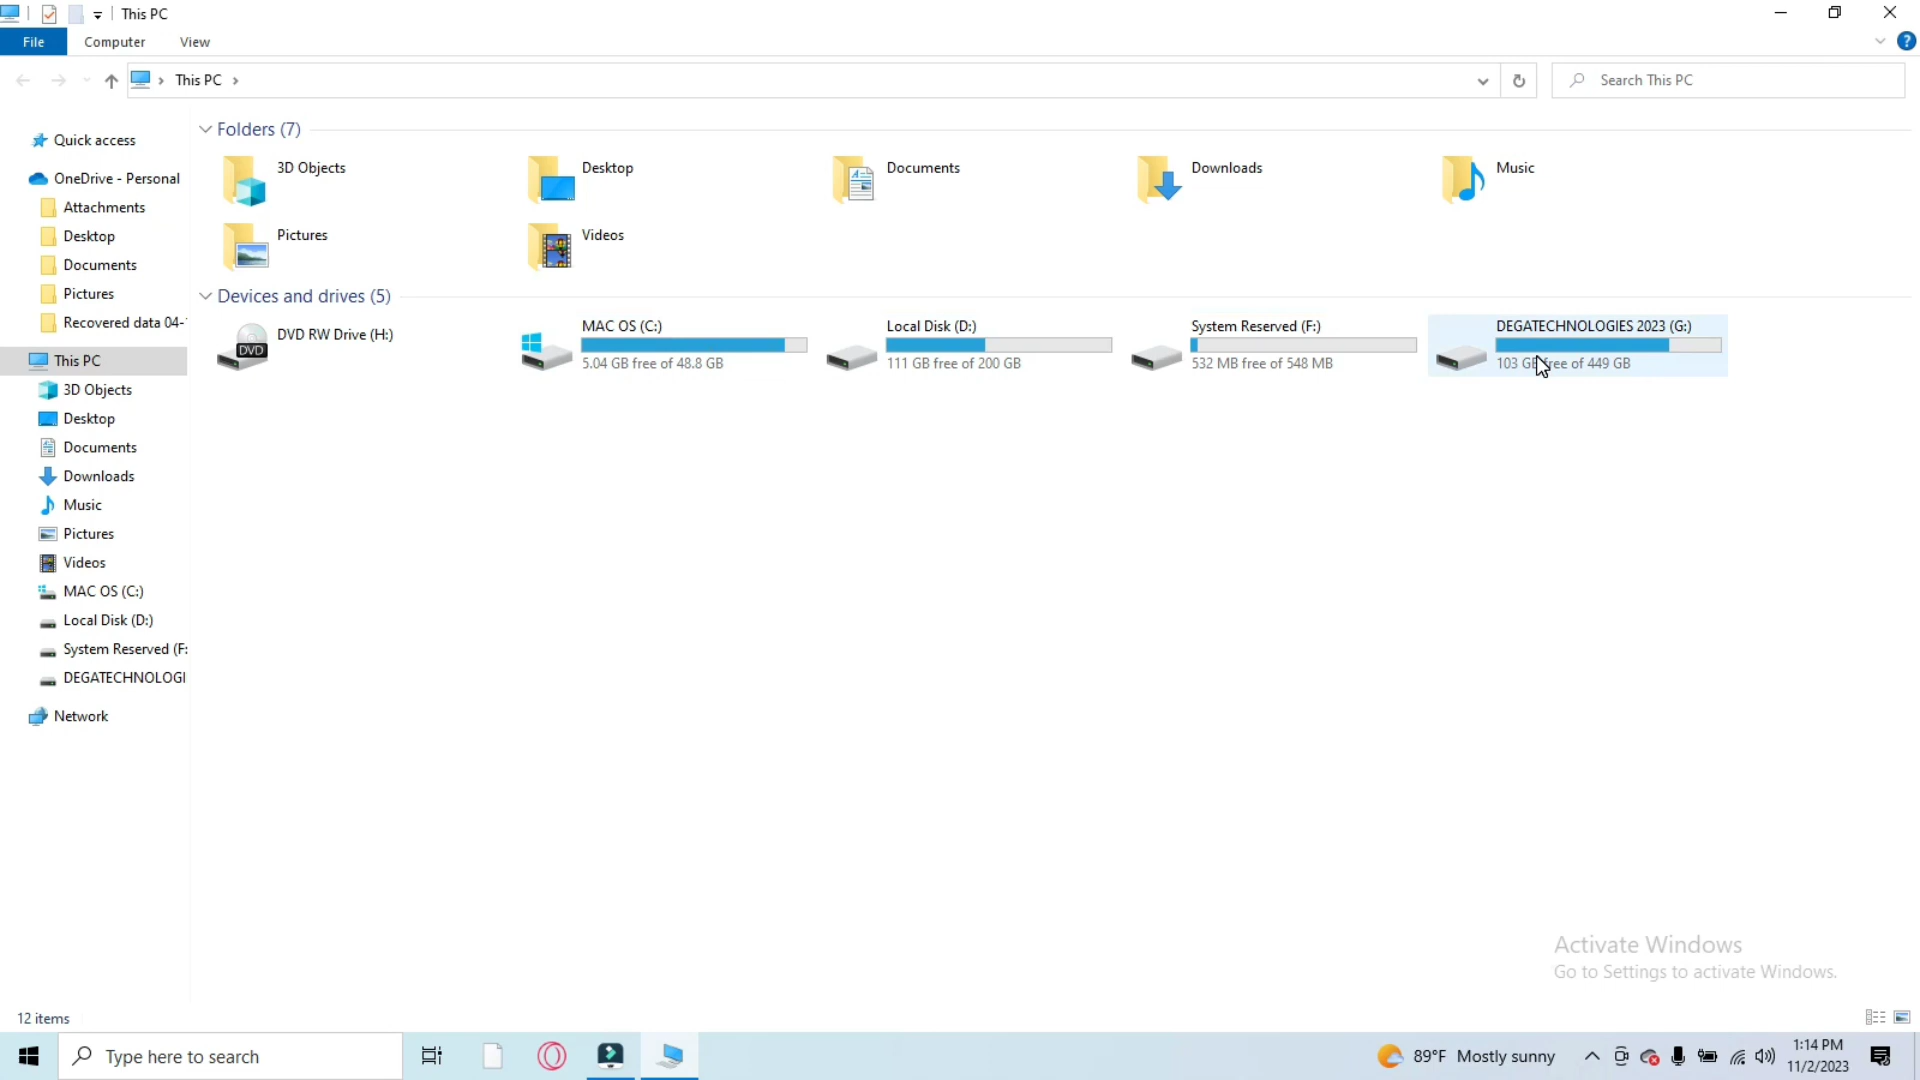 This PC
File Computer View
This PC
Search This PC
Quick access
OneDrive - Personal
Attachments
Desktop
Documents
Pictures
Recovered data 04-
This PC
3D Objects
Desktop
Documents
Downloads
Music
Pictures
Videos
MAC OS (C:)
Local Disk (D:)
System Reserved (F:
DEGATECHNOLOGI
Network
Folders (7)
3D Objects
Desktop
Documents
Downloads
Music
Pictures
Videos
Devices and drives (5)
DVD RW Drive (H:)
DVD
MAC OS (C:)
5.04 GB free of 48.8 GB
Local Disk (D:)
111 GB free of 200 GB
System Reserved (F:)
532 MB free of 548 MB
DEGATECHNOLOGIES 2023 (G:)
103 GB free of 449 GB
Activate Windows
Go to Settings to activate Windows.
12 items
Type here to search
89°F Mostly sunny
1:14 PM
11/2/2023